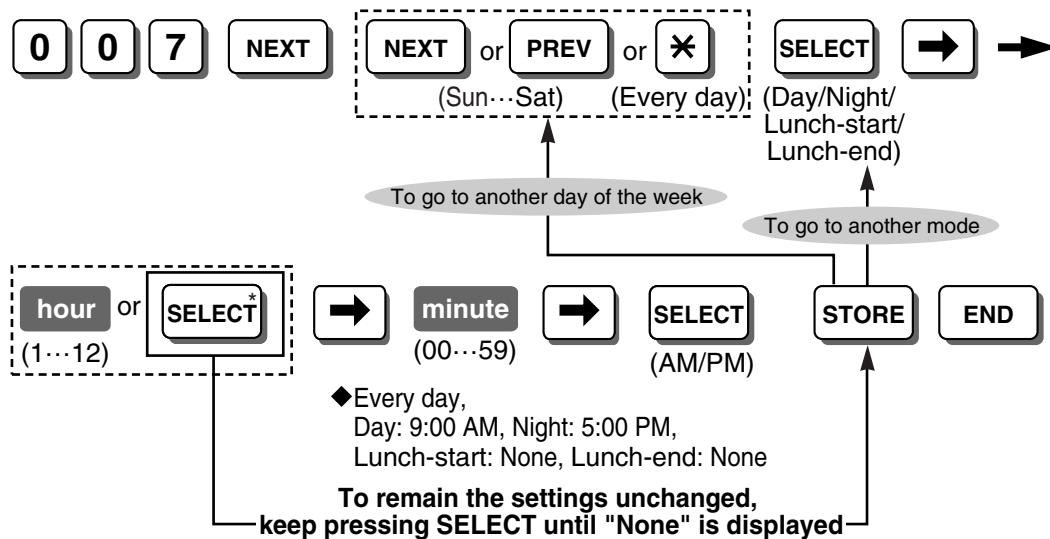 0 0 7 NEXT NEXT or PREV or ✱ SELECT ➡
(Sun···Sat) (Every day) (Day/Night/
Lunch-start/
Lunch-end)
To go to another day of the week
To go to another mode
hour or SELECT* ➡ minute ➡ SELECT STORE END
(1···12) (00···59) (AM/PM)
◆Every day,
Day: 9:00 AM, Night: 5:00 PM,
Lunch-start: None, Lunch-end: None
To remain the settings unchanged,
keep pressing SELECT until "None" is displayed